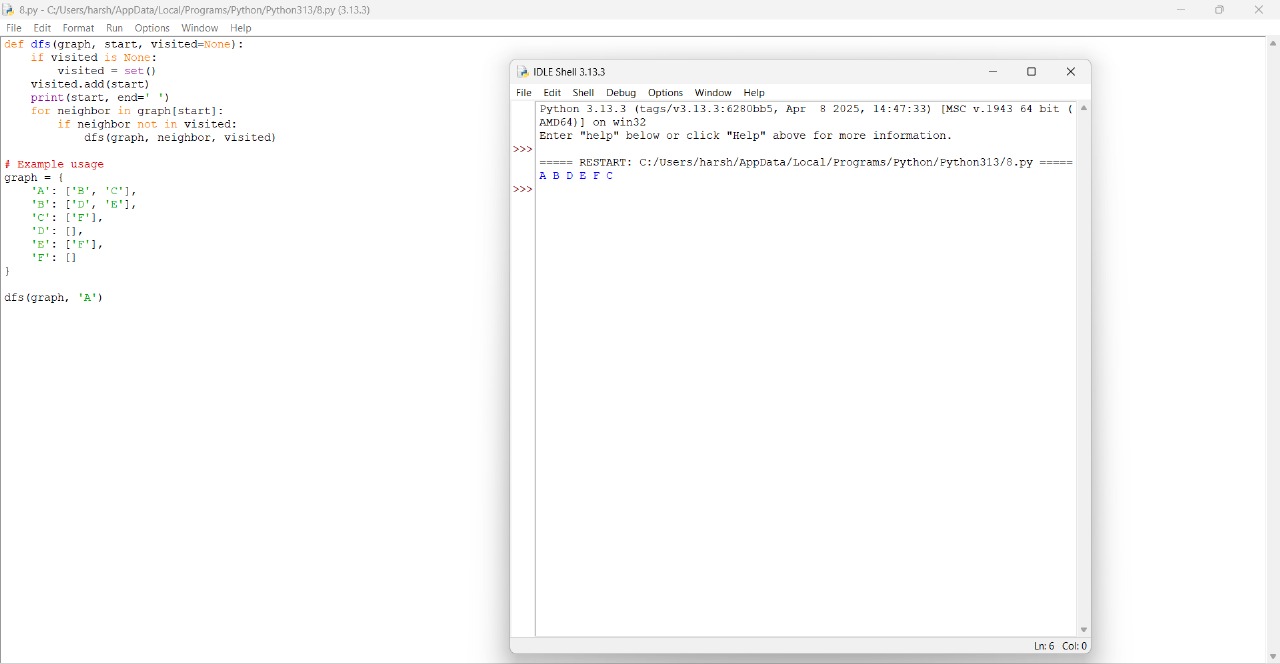 8.py - C:/Users/harsh/AppData/Local/Programs/Python/Python313/8.py (3.13.3)
File Edit Format Run Options Window Help
def dfs(graph, start, visited=None):
    if visited is None:
        visited = set()
    visited.add(start)
    print(start, end=' ')
    for neighbor in graph[start]:
        if neighbor not in visited:
            dfs(graph, neighbor, visited)

# Example usage
graph = {
    'A': ['B', 'C'],
    'B': ['D', 'E'],
    'C': ['F'],
    'D': [],
    'E': ['F'],
    'F': []
}

dfs(graph, 'A')
IDLE Shell 3.13.3
File Edit Shell Debug Options Window Help
Python 3.13.3 (tags/v3.13.3:6280bb5, Apr  8 2025, 14:47:33) [MSC v.1943 64 bit (
AMD64)] on win32
Enter "help" below or click "Help" above for more information.
>>>
===== RESTART: C:/Users/harsh/AppData/Local/Programs/Python/Python313/8.py =====
A B D E F C
>>>
Ln: 6 Col: 0